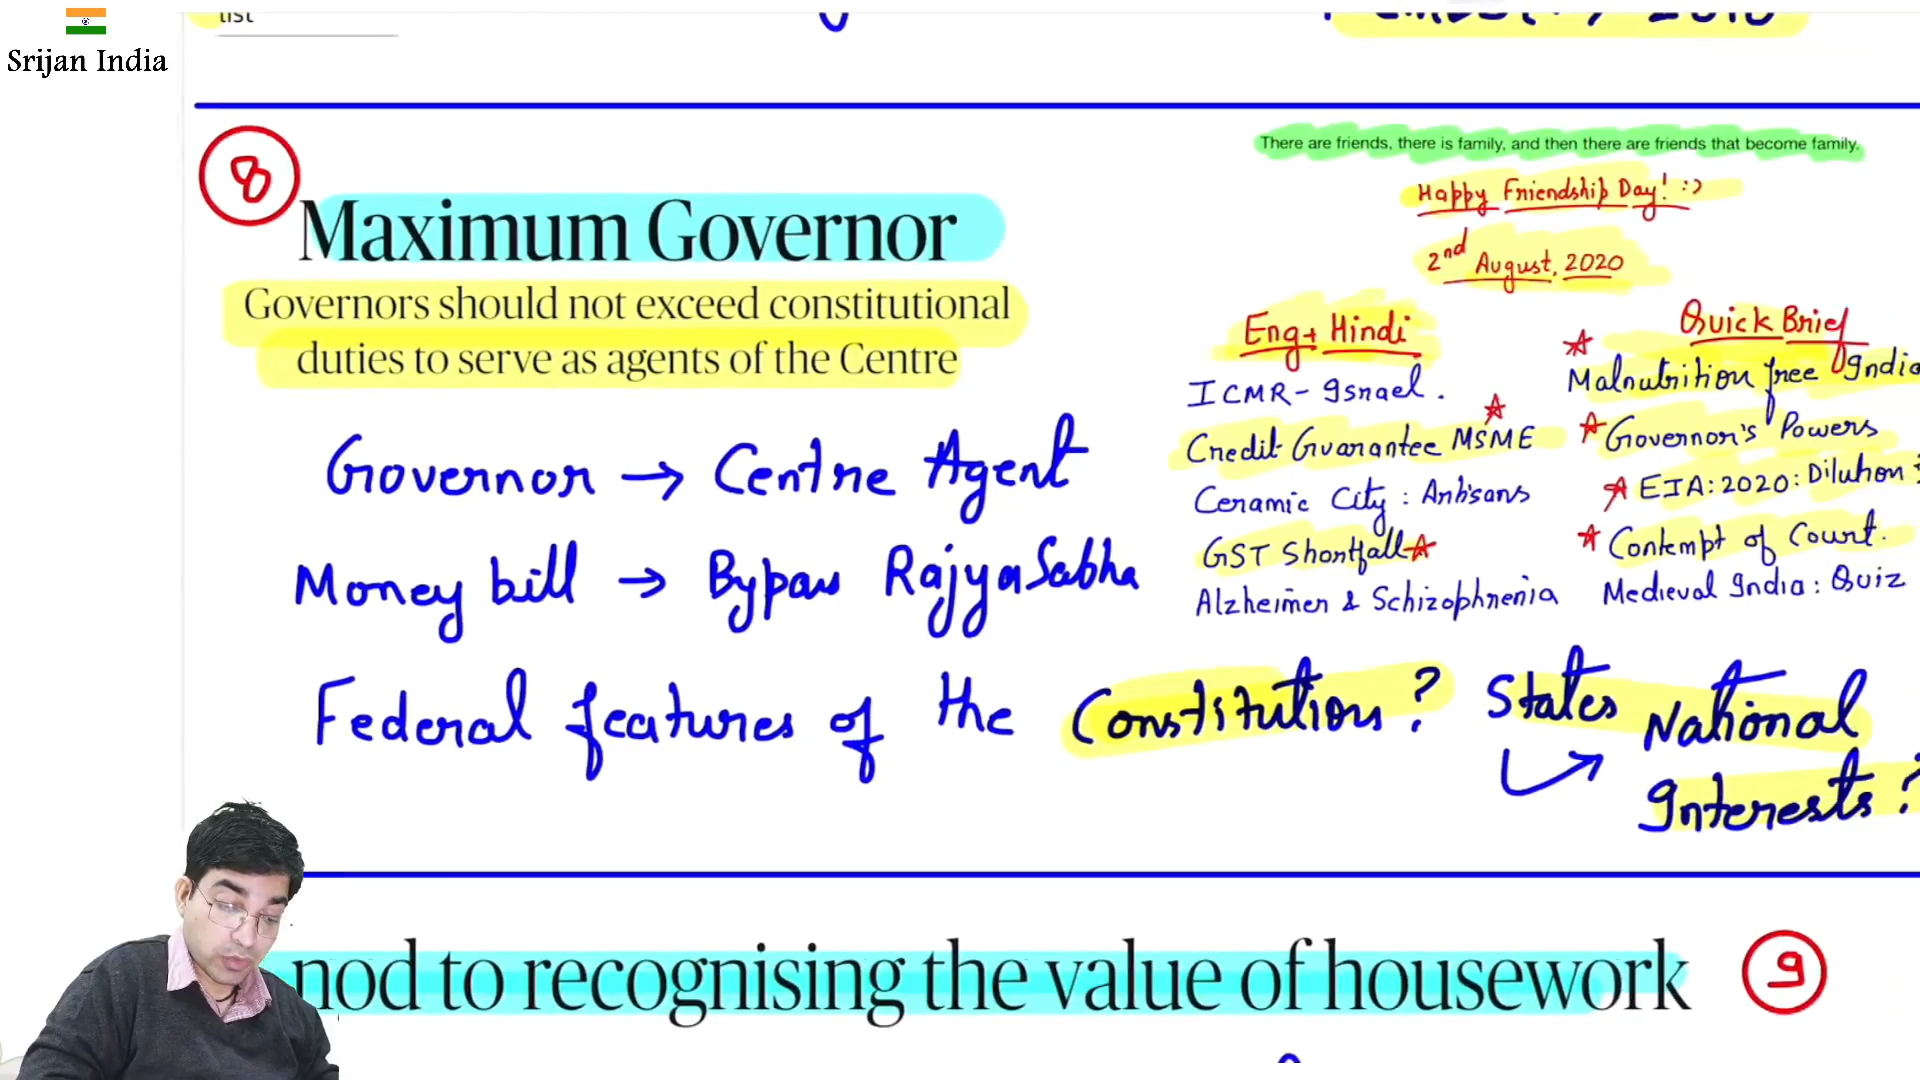 list
Srijan India
8
Maximum Governor
Governors should not exceed constitutional
duties to serve as agents of the Centre
Governor → Centre Agent
Money bill → Bypass Rajya Sabha
Federal features of the Constitution? States
National
Interests?
There are friends, there is family, and then there are friends that become family.
Happy Friendship Day! :)
2nd August, 2020
Eng+ Hindi
ICMR - Israel.
Credit Guarantee MSME
Ceramic City : Artisans
GST Shortfall
Alzheimer & Schizophrenia
Quick Brief
Malnutrition free India
Governor's Powers
EIA:2020: Dilution
Contempt of Court.
Medieval India: Quiz
nod to recognising the value of housework
9